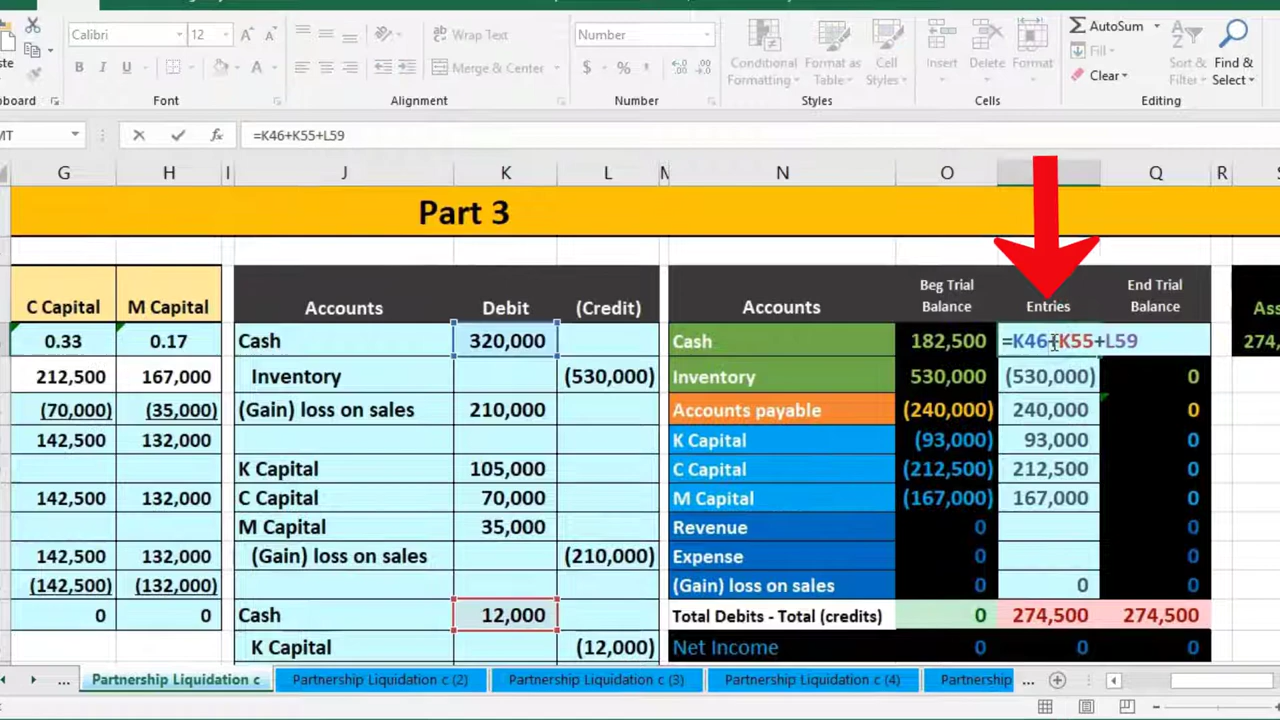 Calibri 12 A A Wrap Text Number AutoSum
Fill
B I U A Merge & Center $ % Conditional Formatting Format as Table Cell Styles Insert Delete Format Clear Sort & Filter Find & Select
Font Alignment Number Styles Cells Editing
=K46+K55+L59
G H I J K L M N O Q R
Part 3
C Capital M Capital Accounts Debit (Credit) Accounts Beg Trial Balance Entries End Trial Balance
0.33 0.17 Cash 320,000 Cash 182,500 =K46+K55+L59
212,500 167,000 Inventory (530,000) Inventory 530,000 (530,000) 0
(70,000) (35,000) (Gain) loss on sales 210,000 Accounts payable (240,000) 240,000 0
142,500 132,000 K Capital (93,000) 93,000 0
K Capital 105,000 C Capital (212,500) 212,500 0
142,500 132,000 C Capital 70,000 M Capital (167,000) 167,000 0
M Capital 35,000 Revenue 0 0
142,500 132,000 (Gain) loss on sales (210,000) Expense 0 0
(142,500) (132,000) (Gain) loss on sales 0 0 0
0 0 Cash 12,000 Total Debits - Total (credits) 0 274,500 274,500
K Capital (12,000) Net Income 0 0 0
... Partnership Liquidation c Partnership Liquidation c (2) Partnership Liquidation c (3) Partnership Liquidation c (4) Partnership ...